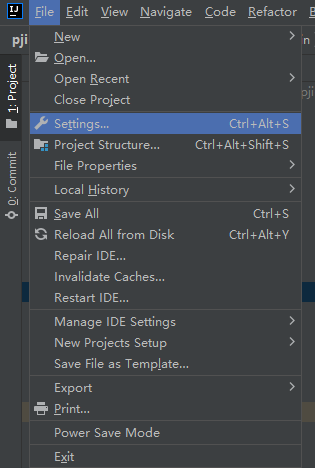 IJ File Edit View Navigate Code Refactor
pji
New
Open...
Open Recent
Close Project
Settings... Ctrl+Alt+S
Project Structure... Ctrl+Alt+Shift+S
File Properties
Local History
Save All Ctrl+S
Reload All from Disk Ctrl+Alt+Y
Repair IDE...
Invalidate Caches...
Restart IDE...
Manage IDE Settings
New Projects Setup
Save File as Template...
Export
Print...
Power Save Mode
Exit
1: Project
0: Commit